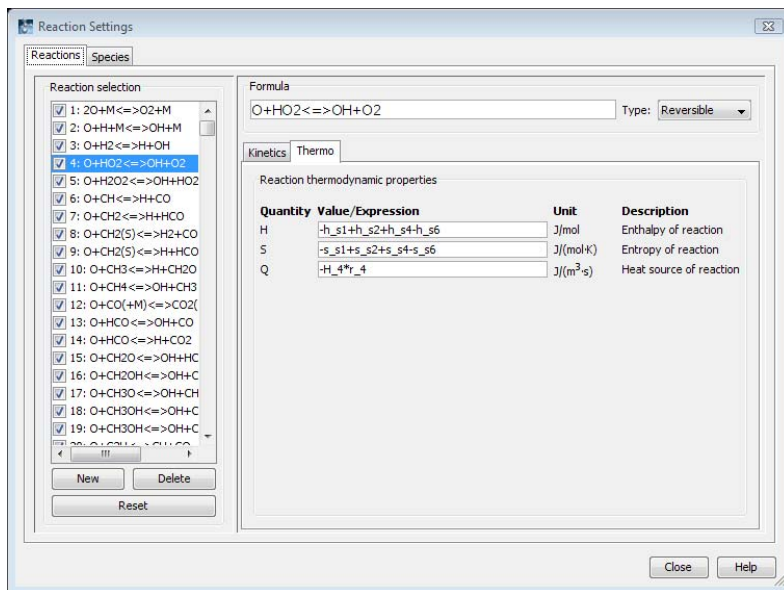 Reaction Settings
Reactions
Species
Reaction selection
1: 2O+M<=>O2+M
2: O+H+M<=>OH+M
3: O+H2<=>H+OH
4: O+HO2<=>OH+O2
5: O+H2O2<=>OH+HO2
6: O+CH<=>H+CO
7: O+CH2<=>H+HCO
8: O+CH2(S)<=>H2+CO
9: O+CH2(S)<=>H+HCO
10: O+CH3<=>H+CH2O
11: O+CH4<=>OH+CH3
12: O+CO(+M)<=>CO2(
13: O+HCO<=>OH+CO
14: O+HCO<=>H+CO2
15: O+CH2O<=>OH+HC
16: O+CH2OH<=>OH+C
17: O+CH3O<=>OH+CH
18: O+CH3OH<=>OH+C
19: O+CH3OH<=>OH+C
New
Delete
Reset
Formula
O+HO2<=>OH+O2
Type: Reversible
Kinetics
Thermo
Reaction thermodynamic properties
Quantity Value/Expression Unit Description
H -h_s1+h_s2+h_s4-h_s6 J/mol Enthalpy of reaction
S -s_s1+s_s2+s_s4-s_s6 J/(mol·K) Entropy of reaction
Q -H_4*r_4 J/(m³·s) Heat source of reaction
Close
Help